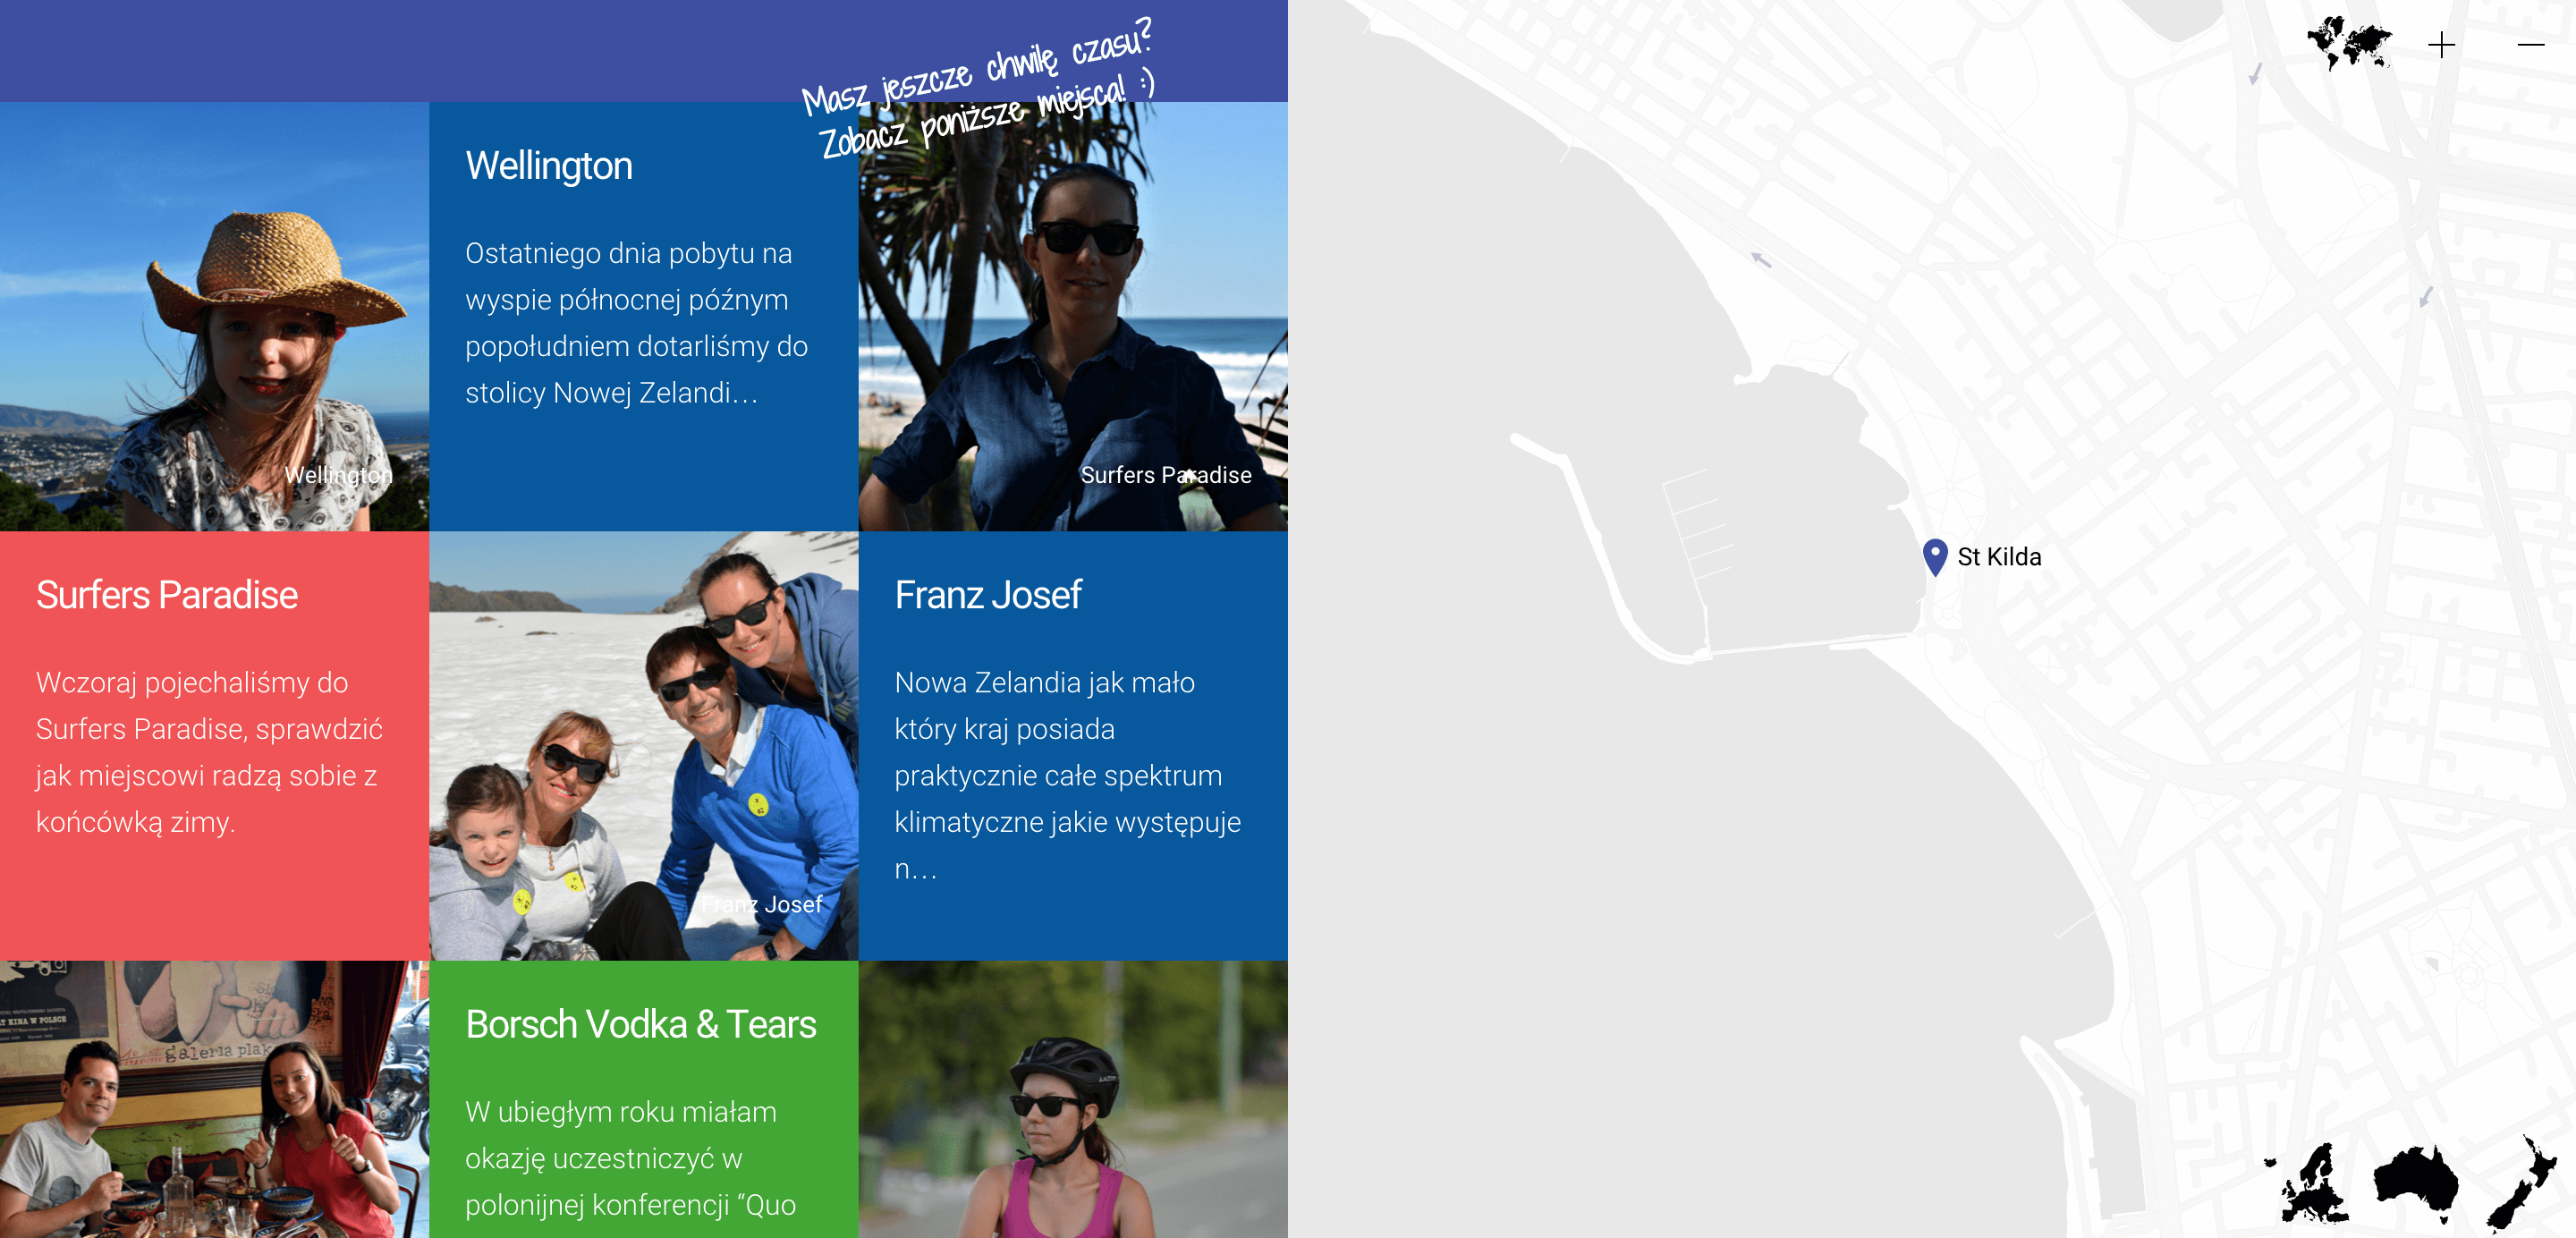 Masz jeszcze chwilę czasu?
Zobacz poniższe miejsca! :)
Wellington
Wellington
Ostatniego dnia pobytu na
wyspie północnej późnym
popołudniem dotarliśmy do
stolicy Nowej Zelandi…
Surfers Paradise
Surfers Paradise
Wczoraj pojechaliśmy do
Surfers Paradise, sprawdzić
jak miejscowi radzą sobie z
końcówką zimy.
Franz Josef
Franz Josef
Nowa Zelandia jak mało
który kraj posiada
praktycznie całe spektrum
klimatyczne jakie występuje
n…
KINA W POLSCE
galeria plak
Borsch Vodka & Tears
W ubiegłym roku miałam
okazję uczestniczyć w
polonijnej konferencji “Quo
LAZER
St Kilda